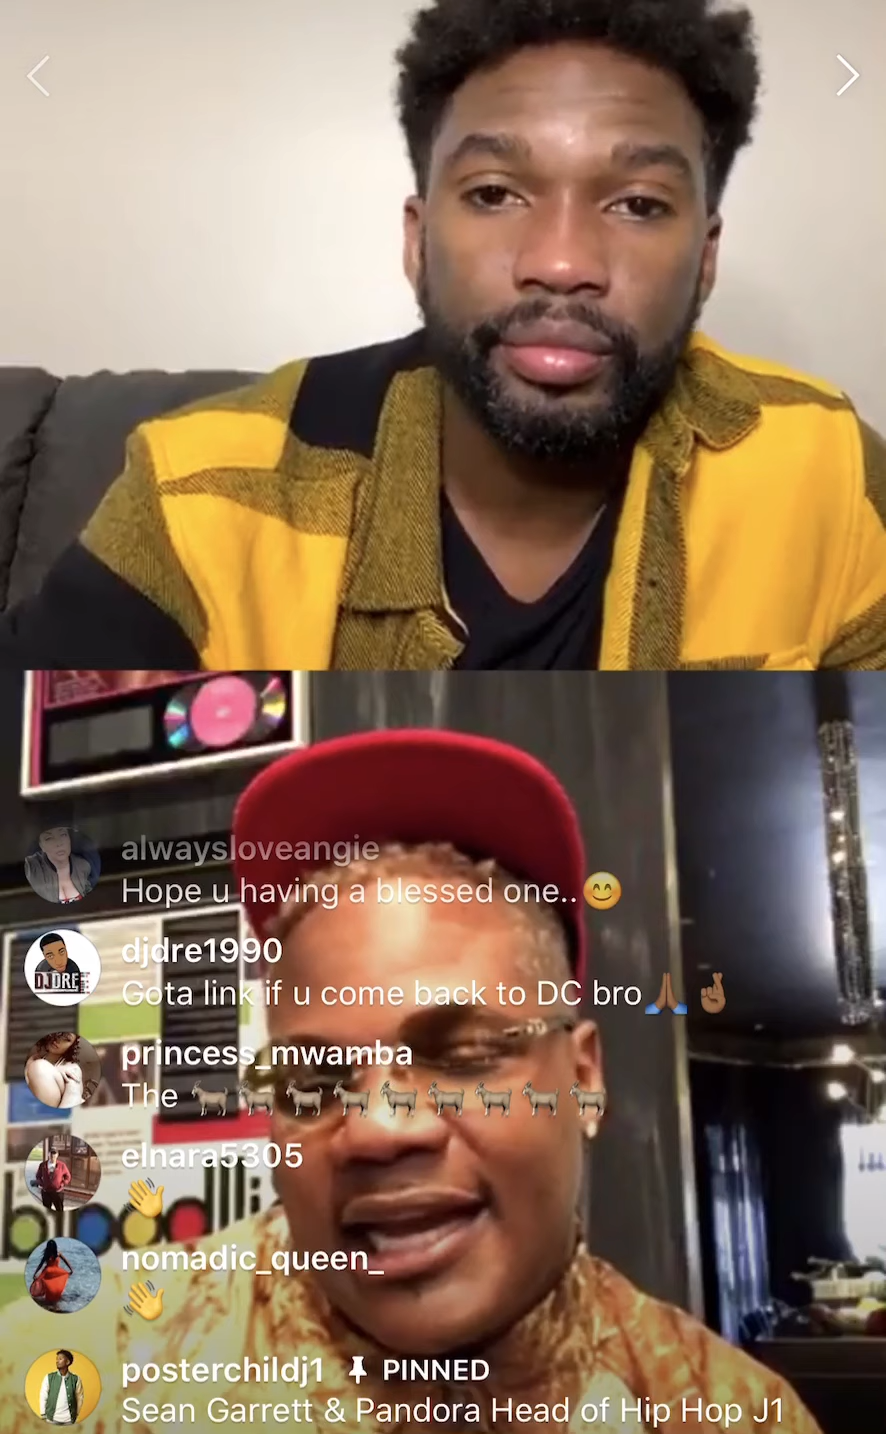 alwaysloveangie
Hope u having a blessed one..😊
djdre1990
DJDRE
Gota link if u come back to DC bro🙏🏾🤞🏾
princess_mwamba
The 🐐🐐🐐🐐🐐🐐🐐🐐🐐
elnara5305
👋
nomadic_queen_
👋
posterchildj1 📌 PINNED
Sean Garrett & Pandora Head of Hip Hop J1